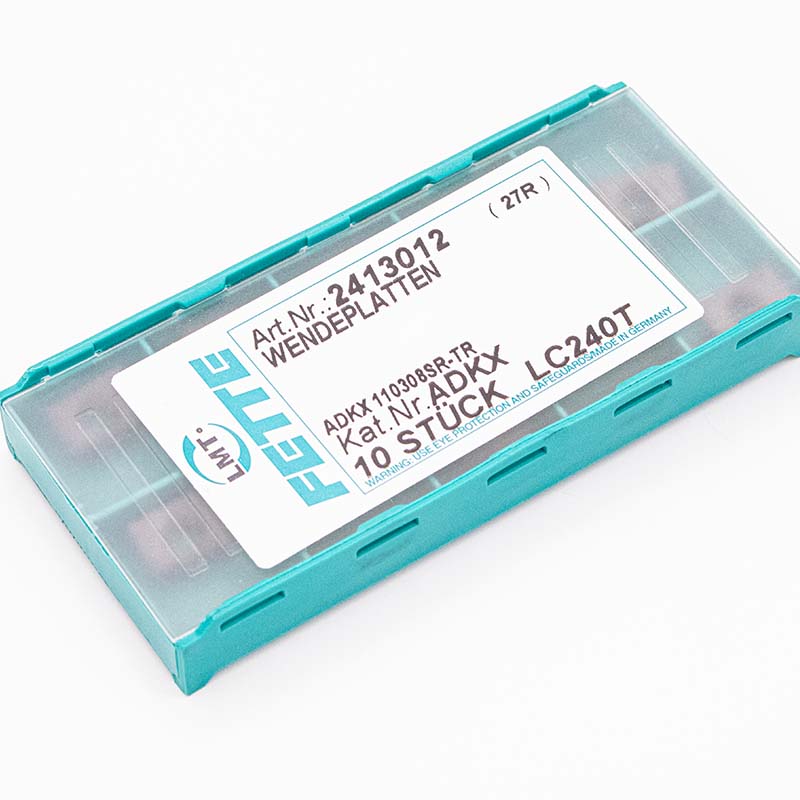 LMT
FETTE
( 27R )
Art.Nr.:2413012
WENDEPLATTEN
ADKX 110308SR-TR
Kat.Nr.ADKX
10 STÜCK LC240T
WARNING: USE EYE PROTECTION AND SAFEGUARDS/MADE IN GERMANY